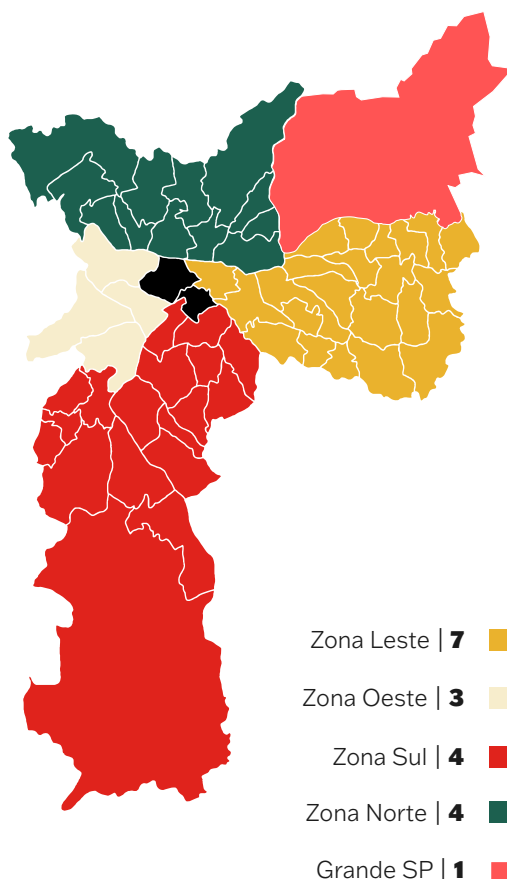 Zona Leste | 7
Zona Oeste | 3
Zona Sul | 4
Zona Norte | 4
Grande SP | 1